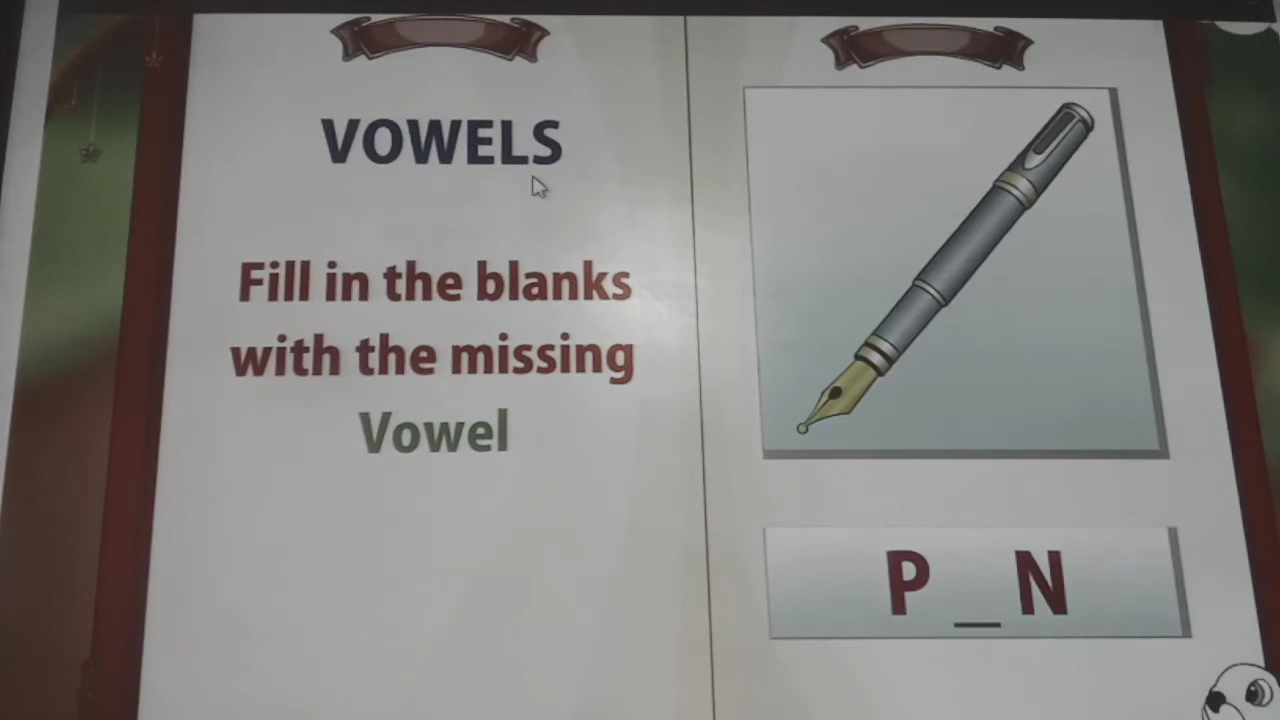 VOWELS
Fill in the blanks
with the missing
Vowel
P _ N